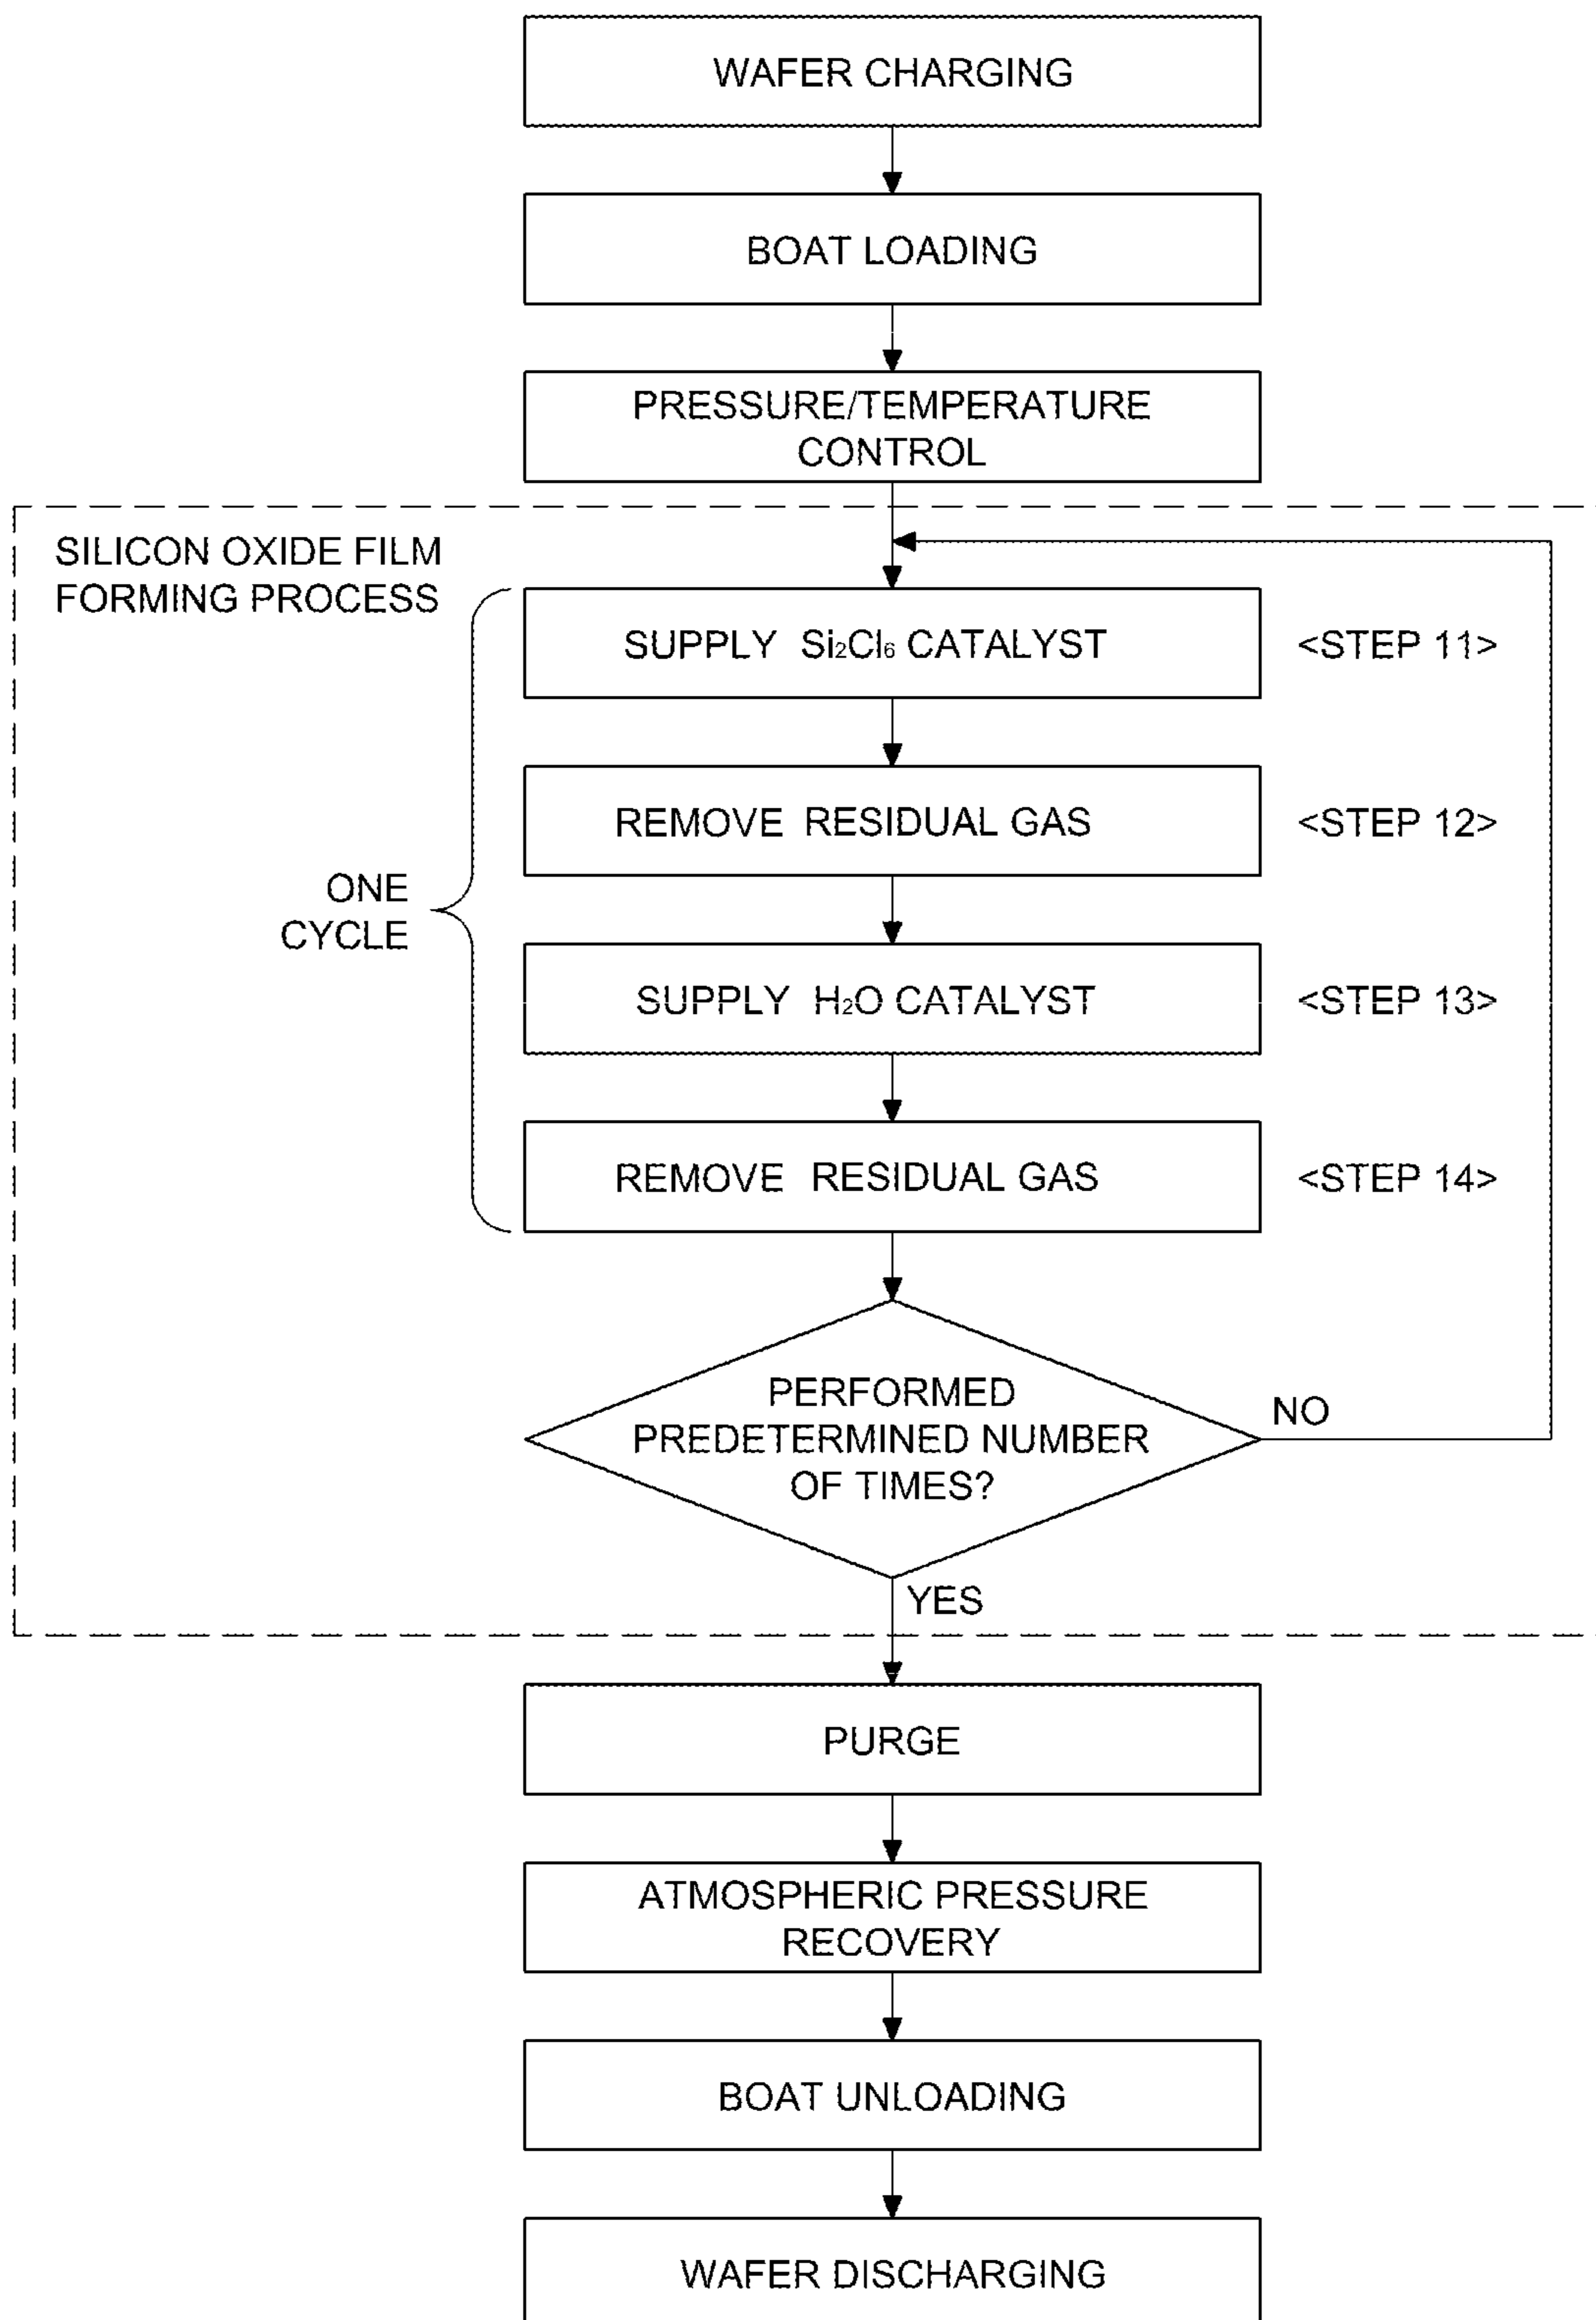 WAFER CHARGING
BOAT LOADING
PRESSURE/TEMPERATURE
CONTROL
SILICON OXIDE FILM
FORMING PROCESS
SUPPLY Si₂Cl₆ CATALYST
<STEP 11>
REMOVE RESIDUAL GAS
<STEP 12>
ONE
CYCLE
SUPPLY H₂O CATALYST
<STEP 13>
REMOVE RESIDUAL GAS
<STEP 14>
PERFORMED
PREDETERMINED NUMBER
OF TIMES?
NO
YES
PURGE
ATMOSPHERIC PRESSURE
RECOVERY
BOAT UNLOADING
WAFER DISCHARGING